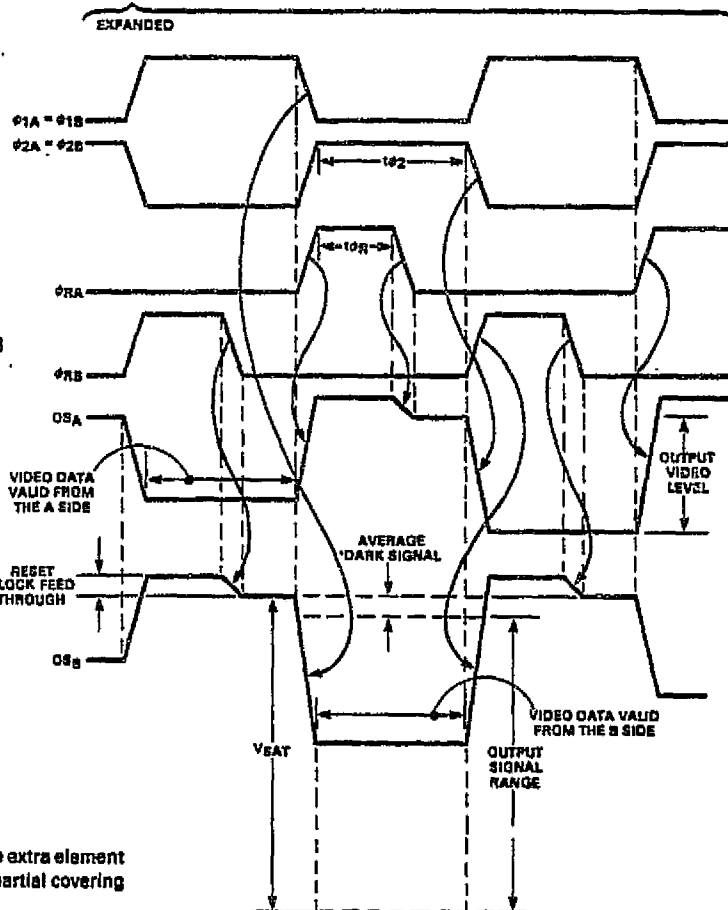 EXPANDED
φ1A = φ1B
φ2A = φ2B
tφ2
tφR
φRA
φRB
OSA
VIDEO DATA
VALID FROM
THE A SIDE
OUTPUT
VIDEO
LEVEL
AVERAGE
DARK SIGNAL
RESET
LOCK FEED
THROUGH
OSB
VIDEO DATA VALID
FROM THE B SIDE
VSAT
OUTPUT
SIGNAL
RANGE
extra element
artial covering